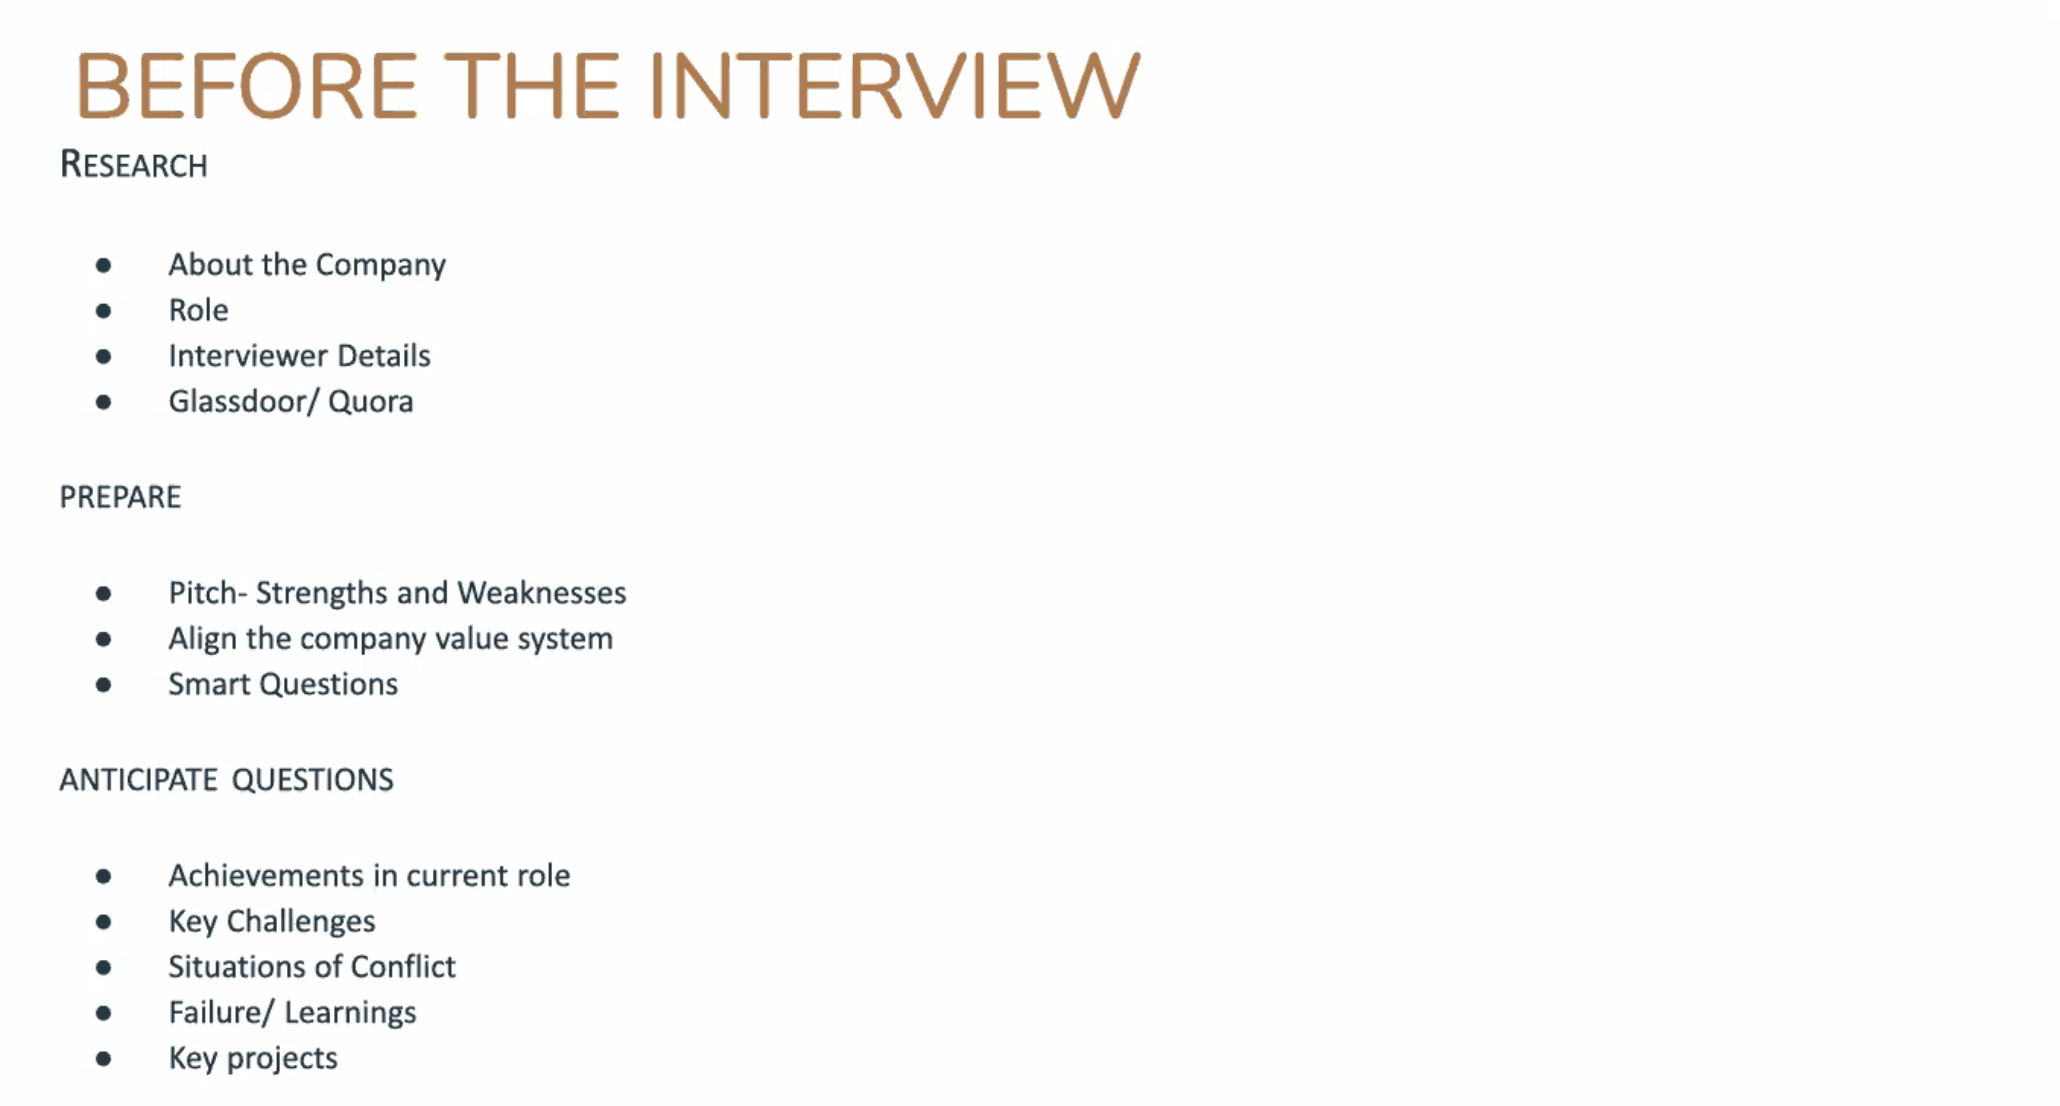 BEFORE THE INTERVIEW
RESEARCH
● About the Company
● Role
● Interviewer Details
● Glassdoor/ Quora
PREPARE
● Pitch- Strengths and Weaknesses
● Align the company value system
● Smart Questions
ANTICIPATE QUESTIONS
● Achievements in current role
● Key Challenges
● Situations of Conflict
● Failure/ Learnings
● Key projects